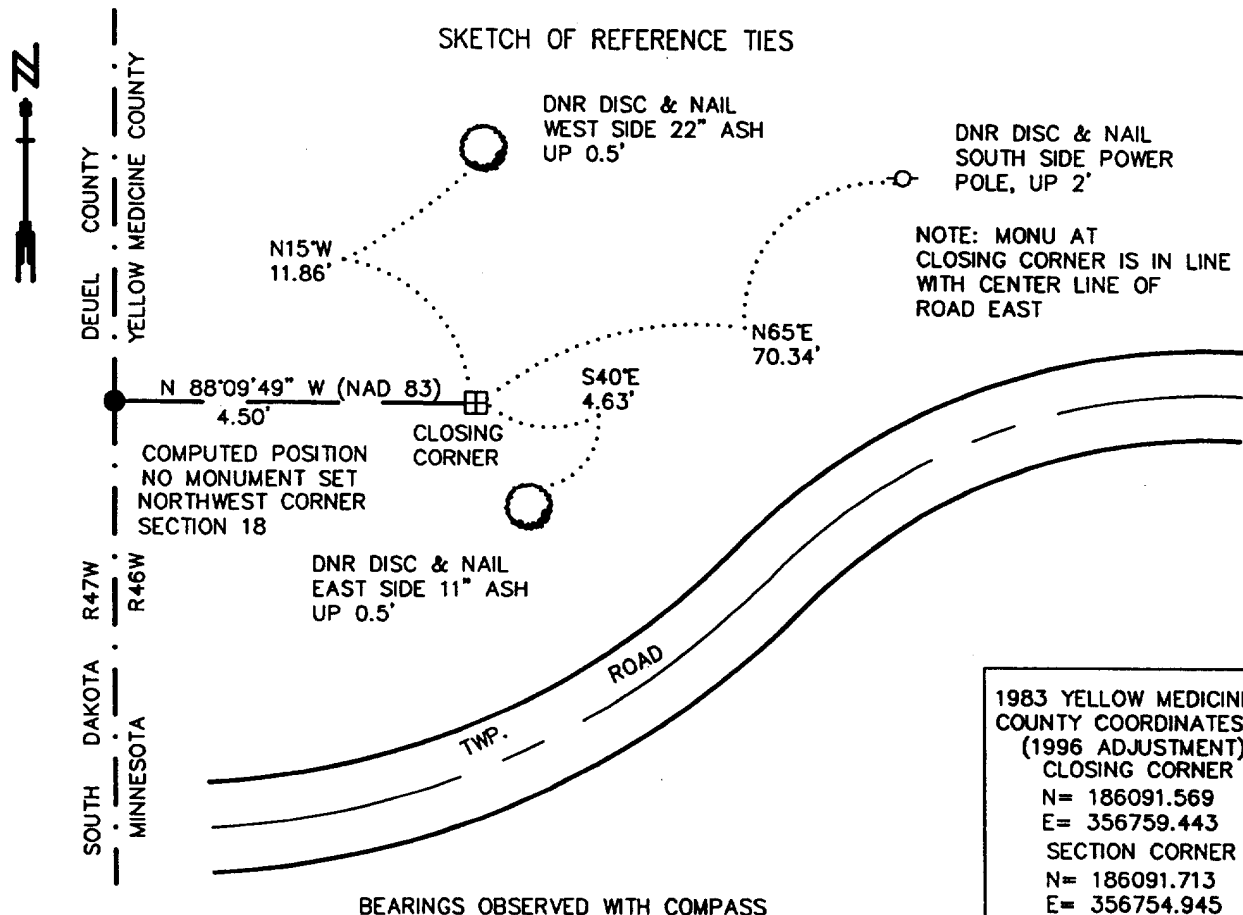 SKETCH OF REFERENCE TIES
N
DEUEL COUNTY
YELLOW MEDICINE COUNTY
DNR DISC & NAIL
WEST SIDE 22" ASH
UP 0.5'
DNR DISC & NAIL
SOUTH SIDE POWER
POLE, UP 2'
NOTE: MONU AT
CLOSING CORNER IS IN LINE
WITH CENTER LINE OF
ROAD EAST
N15°W
11.86'
N65°E
70.34'
S40°E
4.63'
N 88°09'49" W (NAD 83)
4.50'
CLOSING
CORNER
COMPUTED POSITION
NO MONUMENT SET
NORTHWEST CORNER
SECTION 18
DNR DISC & NAIL
EAST SIDE 11" ASH
UP 0.5'
SOUTH DAKOTA R47W
MINNESOTA R46W
TWP. ROAD
1983 YELLOW MEDICINE
COUNTY COORDINATES
(1996 ADJUSTMENT)
CLOSING CORNER
N= 186091.569
E= 356759.443
SECTION CORNER
N= 186091.713
E= 356754.945
BEARINGS OBSERVED WITH COMPASS